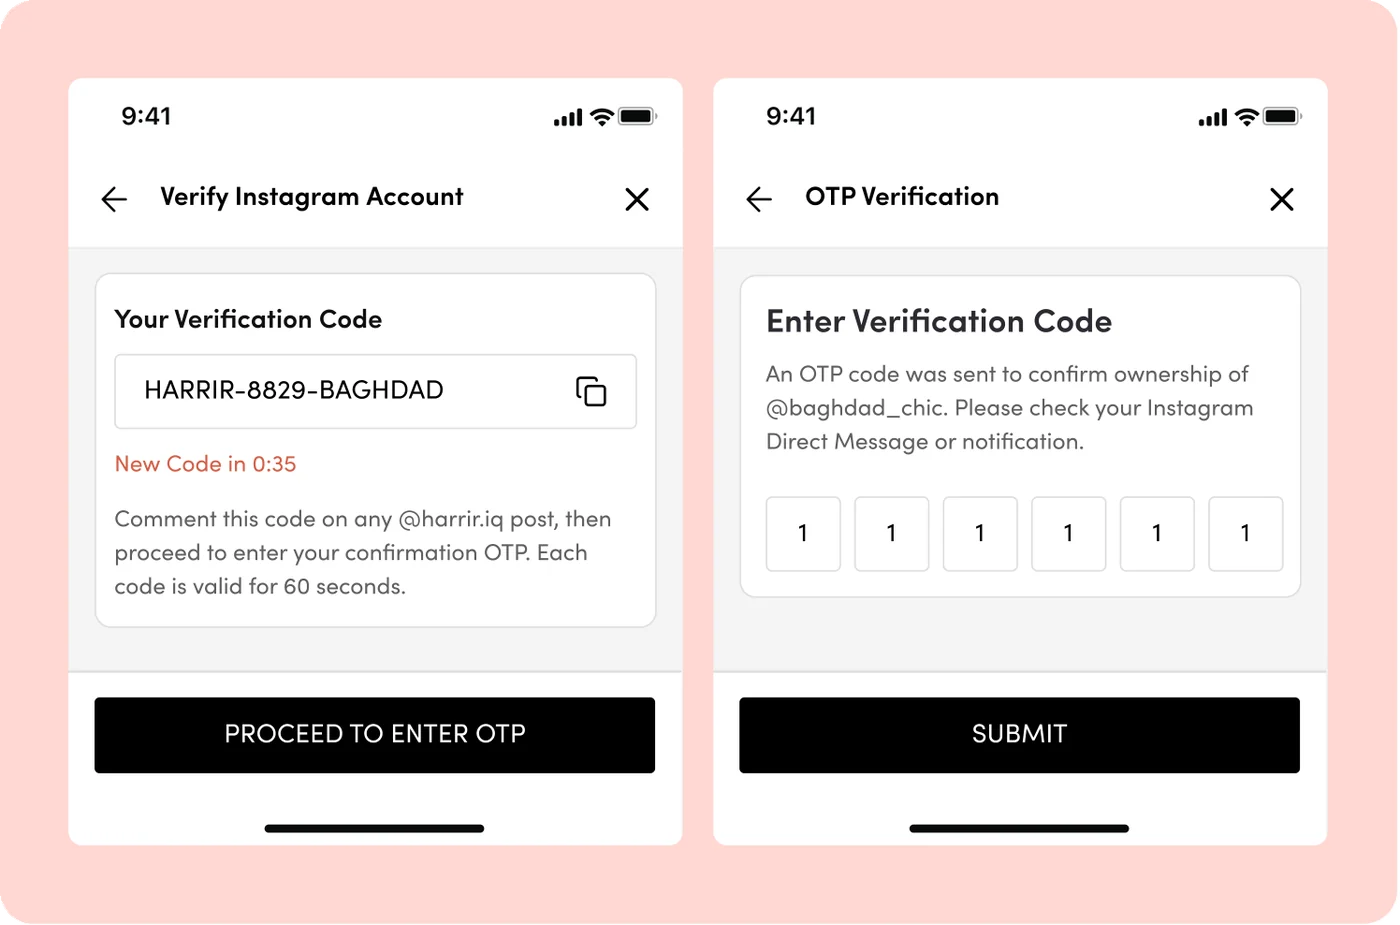 9:41
Verify Instagram Account
Your Verification Code
HARRIR-8829-BAGHDAD
New Code in 0:35
Comment this code on any @harrir.iq post, then
proceed to enter your confirmation OTP. Each
code is valid for 60 seconds.
PROCEED TO ENTER OTP
9:41
OTP Verification
Enter Verification Code
An OTP code was sent to confirm ownership of
@baghdad_chic. Please check your Instagram
Direct Message or notification.
1 1 1 1 1 1
SUBMIT